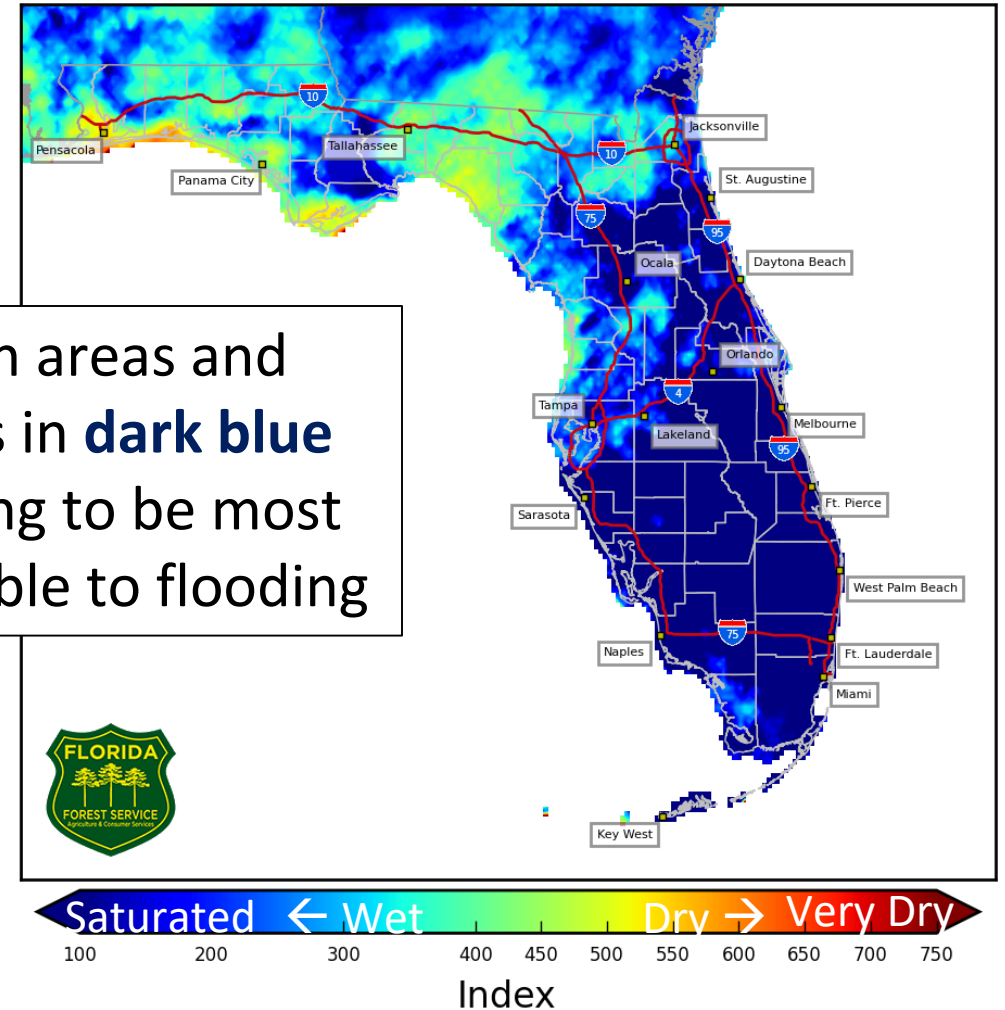 10
Jacksonville
Pensacola
Tallahassee
10
Panama City
St. Augustine
75
95
Ocala
Daytona Beach
n areas and
Orlando
s in dark blue
4
Tampa
Melbourne
Lakeland
95
ng to be most
Ft. Pierce
Sarasota
ble to flooding
West Palm Beach
75
Naples
Ft. Lauderdale
Miami
FLORIDA
FOREST SERVICE
Agriculture & Consumer Services
Key West
Saturated ← Wet Dry → Very Dry
100 200 300 400 450 500 550 600 650 700 750
Index